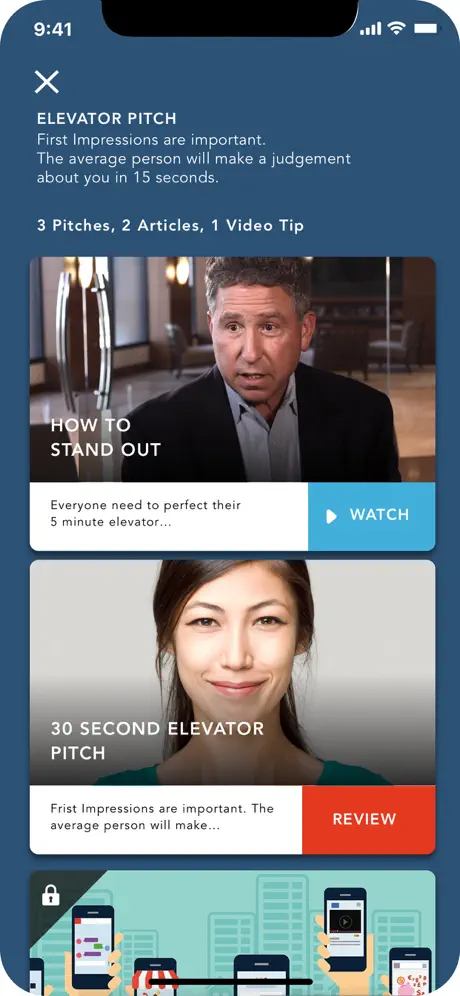 9:41
ELEVATOR PITCH
First Impressions are important.
The average person will make a judgement
about you in 15 seconds.
3 Pitches, 2 Articles, 1 Video Tip
HOW TO
STAND OUT
Everyone need to perfect their
5 minute elevator...
WATCH
30 SECOND ELEVATOR
PITCH
Frist Impressions are important. The
average person will make...
REVIEW